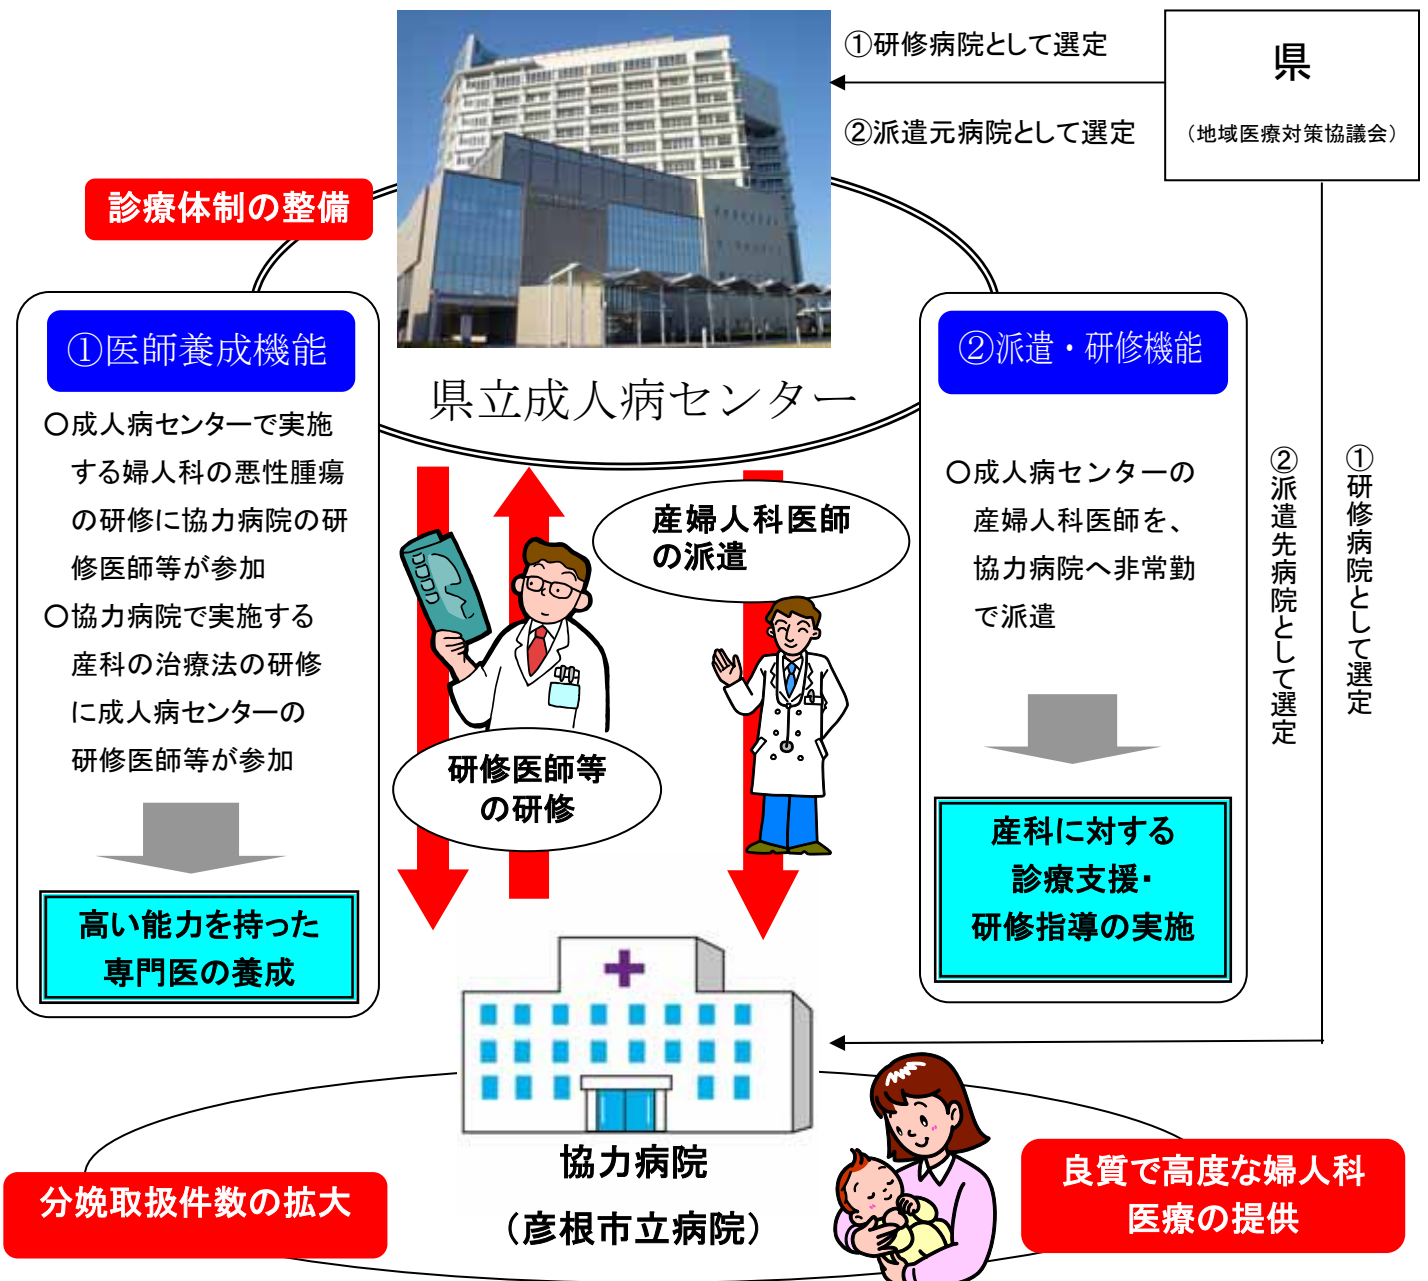 ①研修病院として選定
②派遣元病院として選定
県
（地域医療対策協議会）
診療体制の整備
県立成人病センター
①医師養成機能
〇成人病センターで実施
する婦人科の悪性腫瘍
の研修に協力病院の研
修医師等が参加
〇協力病院で実施する
産科の治療法の研修
に成人病センターの
研修医師等が参加
高い能力を持った
専門医の養成
研修医師等
の研修
産婦人科医師
の派遣
②派遣・研修機能
〇成人病センターの
産婦人科医師を、
協力病院へ非常勤
で派遣
産科に対する
診療支援・
研修指導の実施
①研修病院として選定
②派遣先病院として選定
協力病院
（彦根市立病院）
分娩取扱件数の拡大
良質で高度な婦人科
医療の提供